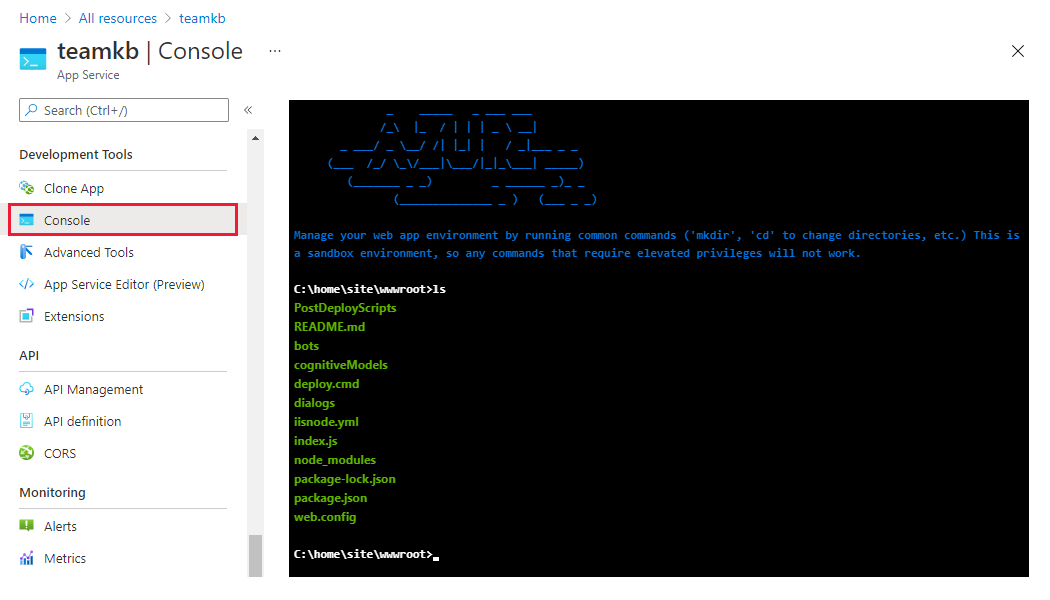 Home > All resources > teamkb
teamkb | Console ...
App Service
Search (Ctrl+/) «
Development Tools
Clone App
Console
Advanced Tools
App Service Editor (Preview)
Extensions
API
API Management
API definition
CORS
Monitoring
Alerts
Metrics
Manage your web app environment by running common commands ('mkdir', 'cd' to change directories, etc.) This is
a sandbox environment, so any commands that require elevated privileges will not work.
C:\home\site\wwwroot>ls
PostDeployScripts
README.md
bots
cognitiveModels
deploy.cmd
dialogs
iisnode.yml
index.js
node_modules
package-lock.json
package.json
web.config
C:\home\site\wwwroot>_